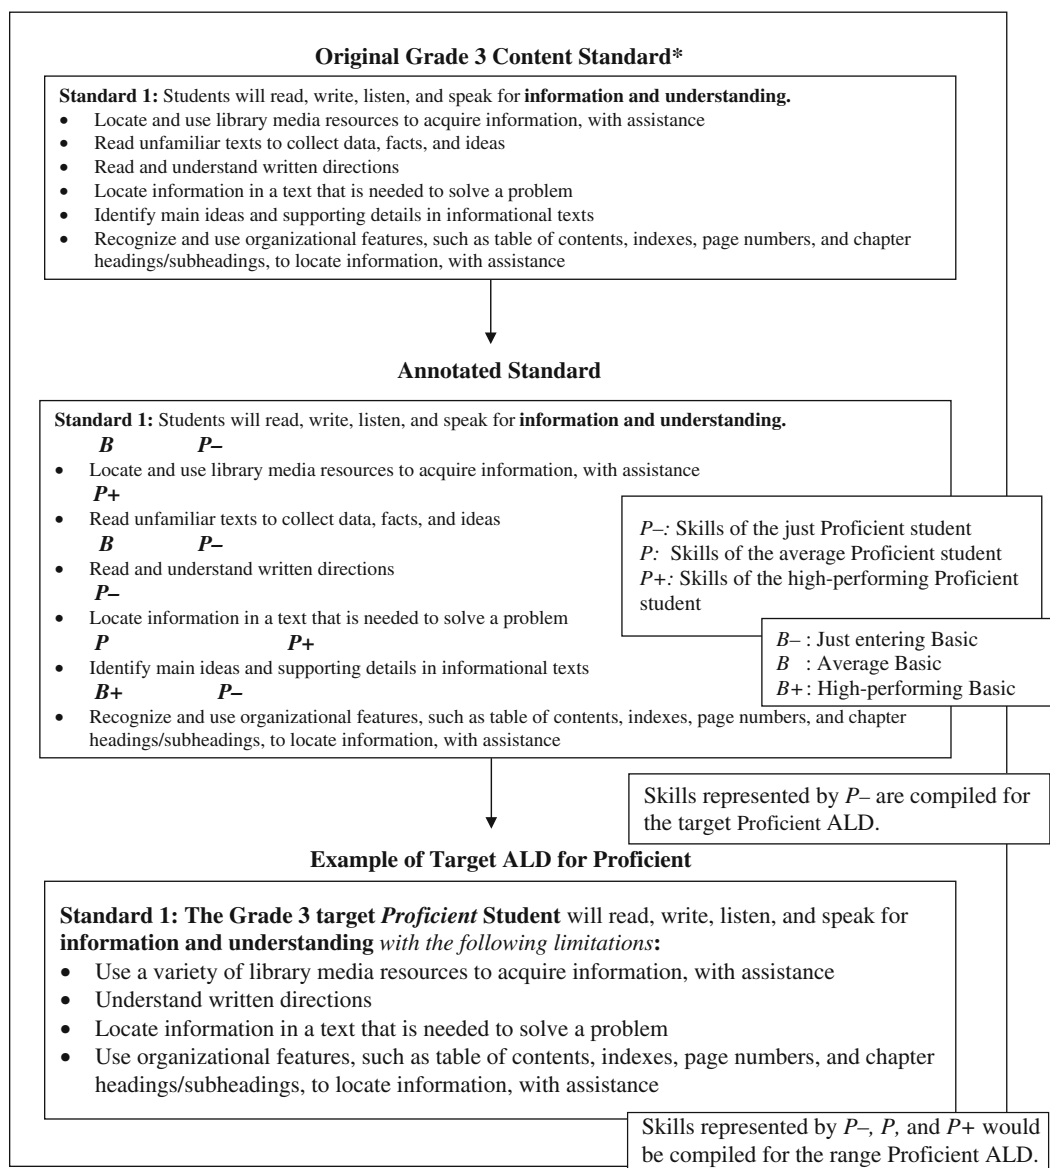 Original Grade 3 Content Standard*
Standard 1: Students will read, write, listen, and speak for information and understanding.
• Locate and use library media resources to acquire information, with assistance
• Read unfamiliar texts to collect data, facts, and ideas
• Read and understand written directions
• Locate information in a text that is needed to solve a problem
• Identify main ideas and supporting details in informational texts
• Recognize and use organizational features, such as table of contents, indexes, page numbers, and chapter
headings/subheadings, to locate information, with assistance
Annotated Standard
Standard 1: Students will read, write, listen, and speak for information and understanding.
B P–
• Locate and use library media resources to acquire information, with assistance
P+
• Read unfamiliar texts to collect data, facts, and ideas
B P–
• Read and understand written directions
P–
• Locate information in a text that is needed to solve a problem
P P+
• Identify main ideas and supporting details in informational texts
B+ P–
• Recognize and use organizational features, such as table of contents, indexes, page numbers, and chapter
headings/subheadings, to locate information, with assistance
P–: Skills of the just Proficient student
P: Skills of the average Proficient student
P+: Skills of the high-performing Proficient
student
B– : Just entering Basic
B : Average Basic
B+ : High-performing Basic
Skills represented by P– are compiled for
the target Proficient ALD.
Example of Target ALD for Proficient
Standard 1: The Grade 3 target Proficient Student will read, write, listen, and speak for
information and understanding with the following limitations:
• Use a variety of library media resources to acquire information, with assistance
• Understand written directions
• Locate information in a text that is needed to solve a problem
• Use organizational features, such as table of contents, indexes, page numbers, and chapter
headings/subheadings, to locate information, with assistance
Skills represented by P–, P, and P+ would
be compiled for the range Proficient ALD.